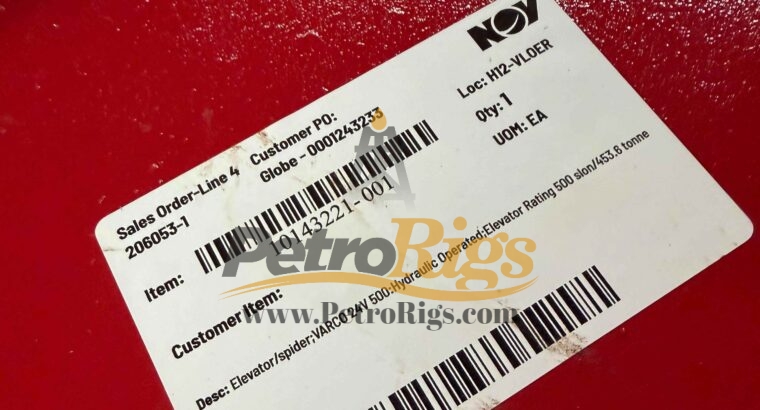 NOV
Sales Order-Line 4 Customer PO: Loc: H12-VLOER
206053-1 Globe - 0001243233 Qty: 1
UOM: EA
Item: 10143221-001
Customer Item:
Desc: Elevator/spider;VARCO 24V 500;Hydraulic Operated;Elevator Rating 500 ston/453.6 tonne
PetroRigs
www.PetroRigs.com